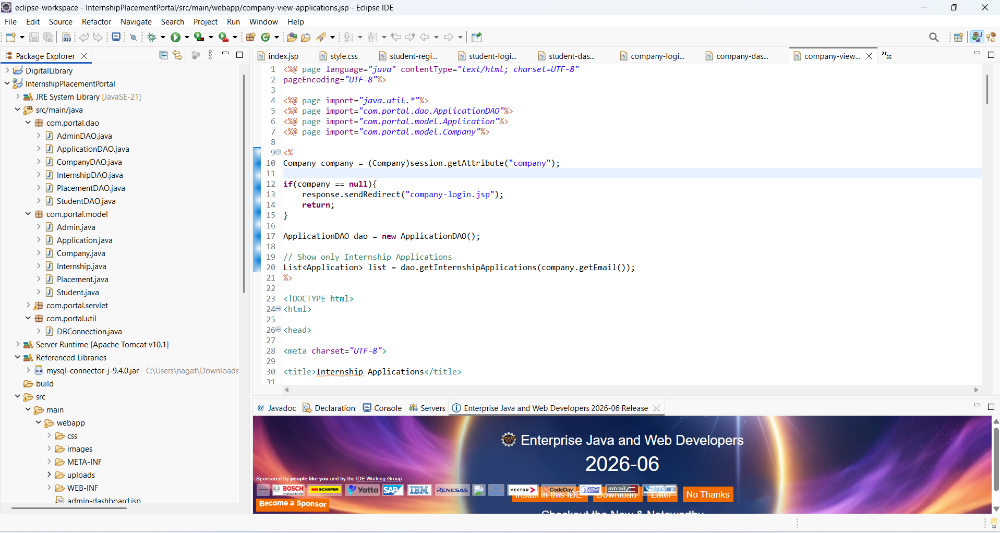 eclipse-workspace - InternshipPlacementPortal/src/main/webapp/company-view-applications.jsp - Eclipse IDE
File Edit Source Refactor Navigate Search Project Run Window Help
Package Explorer
DigitalLibrary
InternshipPlacementPortal
JRE System Library [JavaSE-21]
src/main/java
com.portal.dao
AdminDAO.java
ApplicationDAO.java
CompanyDAO.java
InternshipDAO.java
PlacementDAO.java
StudentDAO.java
com.portal.model
Admin.java
Application.java
Company.java
Internship.java
Placement.java
Student.java
com.portal.servlet
com.portal.util
DBConnection.java
Server Runtime [Apache Tomcat v10.1]
Referenced Libraries
mysql-connector-j-9.4.0.jar - C:\Users\nagat\Downloads
build
src
main
webapp
css
images
META-INF
uploads
WEB-INF
admin-dashboard.jsp
index.jsp style.css student-regi... student-logi... student-das... company-logi... company-das... company-view... »55
1 <%@ page language="java" contentType="text/html; charset=UTF-8"
2 pageEncoding="UTF-8"%>
3
4 <%@ page import="java.util.*"%>
5 <%@ page import="com.portal.dao.ApplicationDAO"%>
6 <%@ page import="com.portal.model.Application"%>
7 <%@ page import="com.portal.model.Company"%>
8
9 <%
10 Company company = (Company)session.getAttribute("company");
11
12 if(company == null){
13 response.sendRedirect("company-login.jsp");
14 return;
15 }
16
17 ApplicationDAO dao = new ApplicationDAO();
18
19 // Show only Internship Applications
20 List<Application> list = dao.getInternshipApplications(company.getEmail());
21 %>
22
23 <!DOCTYPE html>
24 <html>
25
26 <head>
27
28 <meta charset="UTF-8">
29
30 <title>Internship Applications</title>
31
@ Javadoc Declaration Console Servers Enterprise Java and Web Developers 2026-06 Release
Enterprise Java and Web Developers
2026-06
Sponsored by people like you and by the IDE Working Group.
BOSCH SSI SCHAFER Yatta SAP IBM RENESAS VECTOR CodeDay mtrail EclipseSource
Install in this IDE Download Later No Thanks
Become a Sponsor
Checkout the New & Noteworthy